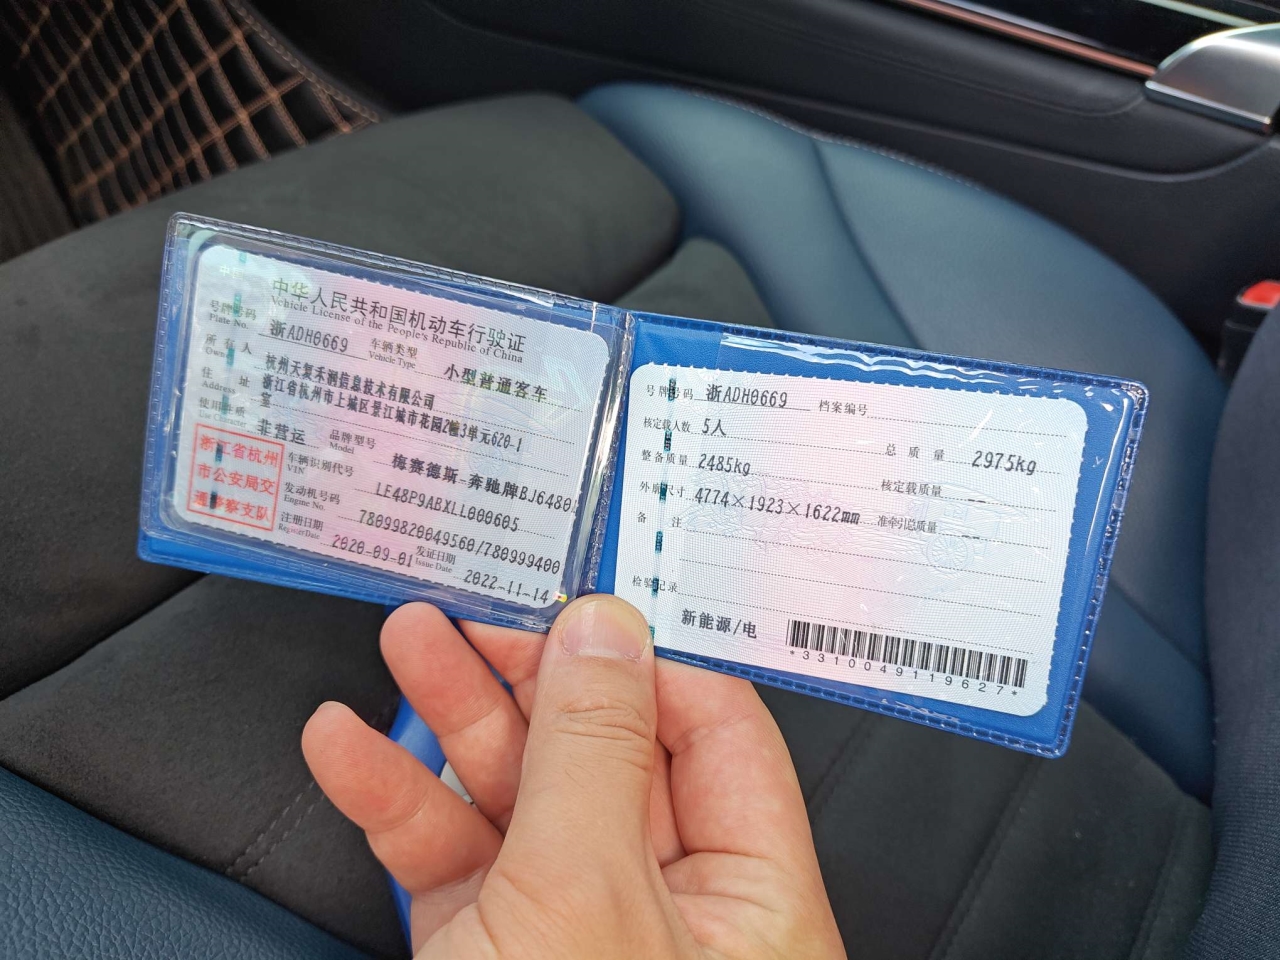 中华人民共和国机动车行驶证
Vehicle License of the People's Republic of China
号牌号码 浙ADH0669 车辆类型 小型普通客车
Plate No. Vehicle Type
所有人 杭州天复禾测信息技术有限公司
Owner
住址 浙江省杭州市上城区景江城市花园2幢3单元620-1室
Address
使用性质 非营运 品牌型号 梅赛德斯-奔驰牌BJ6480
Use Character Model
浙江省杭州
市公安局交
通警察支队
车辆识别代号 LE48P9ABXLL000605
VIN
发动机号码 78099820049560/780999400
Engine No.
注册日期 2020-09-01 发证日期 2022-11-14
Register Date Issue Date
号牌号码 浙ADH0669 档案编号
核定载人数 5人 总质量 2975kg
整备质量 2485kg 核定载质量 --
外廓尺寸 4774×1923×1622mm 准牵引总质量 --
备注
检验记录
新能源/电
*3310049119627*